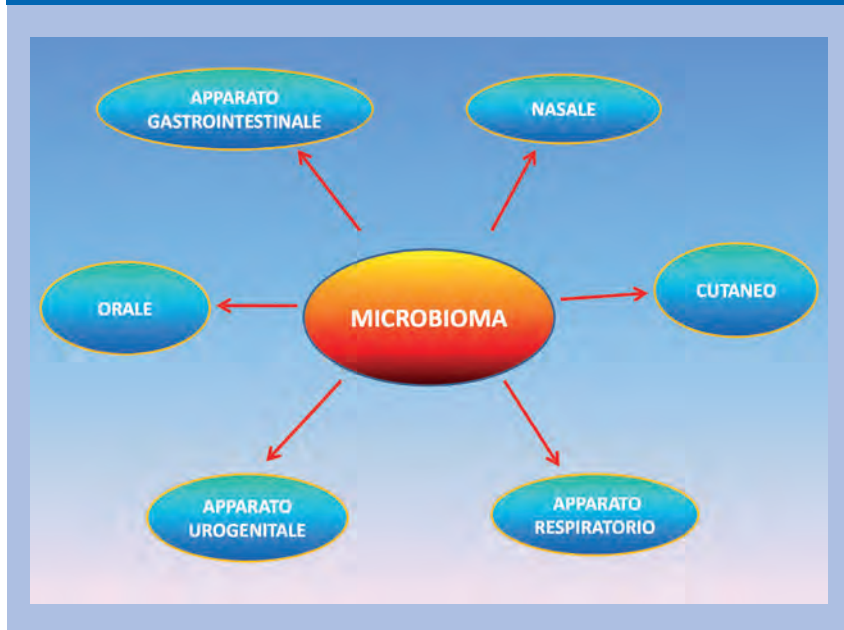 APPARATO
GASTROINTESTINALE
NASALE
ORALE
MICROBIOMA
CUTANEO
APPARATO
UROGENITALE
APPARATO
RESPIRATORIO